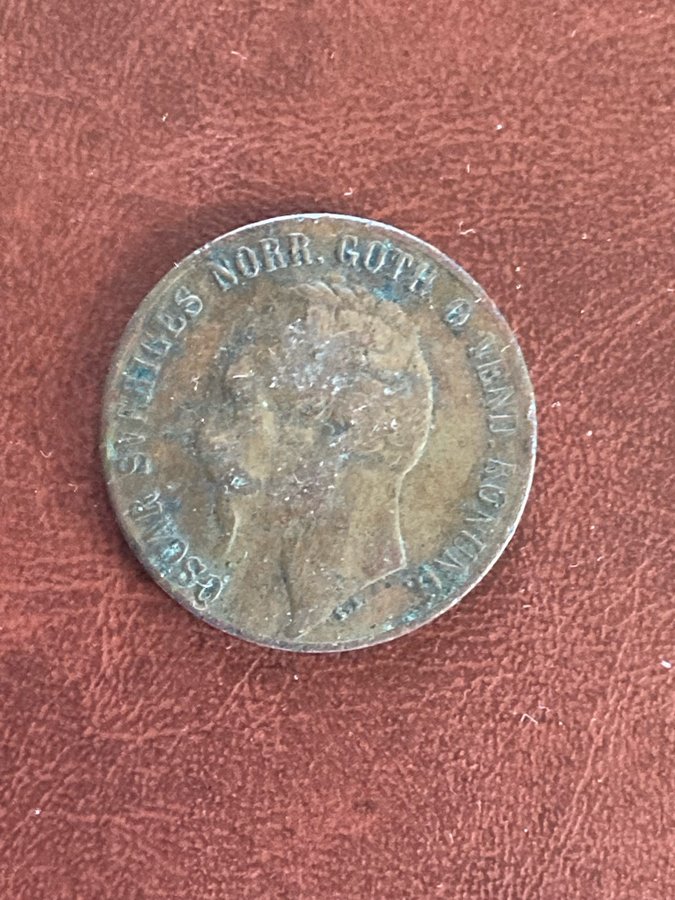 OSCAR SVERIGES NORR. GOTH. O. VEND. KONUNG.